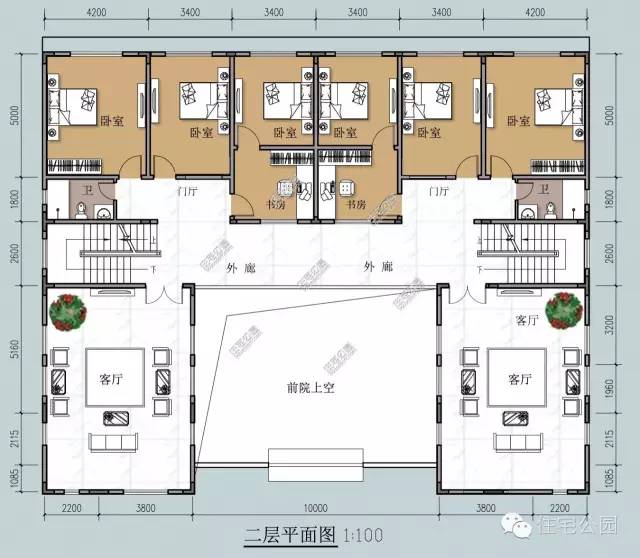 4200 3400 3400 3400 3400 4200
5000 卧室 卧室 卧室 卧室 卧室 卧室 5000
1800 卫 门厅 书房 书房 门厅 卫 1800
2600 上 下 外廊 外廊 上 下 2600
5160 客厅 前院上空 客厅 客厅 3200
1960
2115 2115
1085 1085
2200 3800 10000 3800 2200
二层平面图 1:100
住宅公园